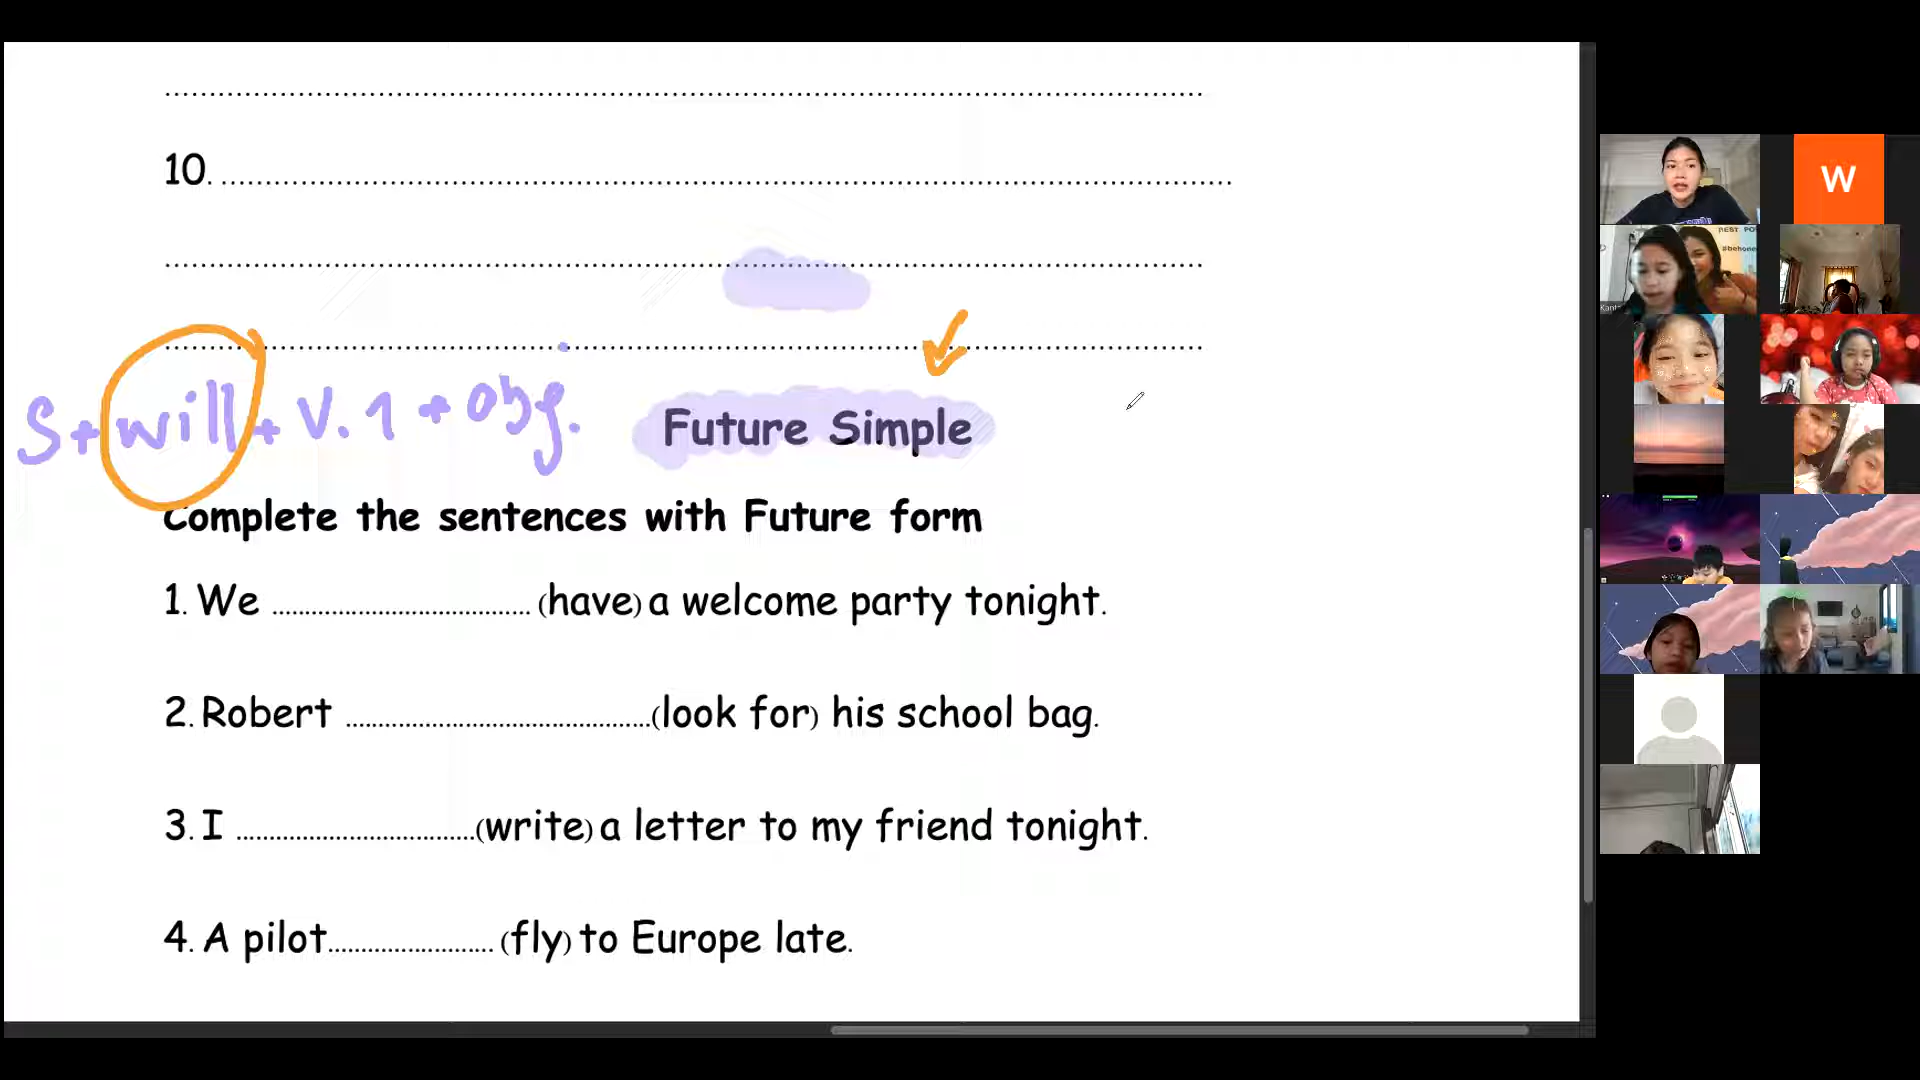 ................................................................................................................
10. ............................................................................................................
................................................................................................................
................................................................................................................
S+will+V.1+obj.
Future Simple
Complete the sentences with Future form
1. We ................................. (have) a welcome party tonight.
2. Robert .......................................(look for) his school bag.
3. I ..............................(write) a letter to my friend tonight.
4. A pilot......................... (fly) to Europe late.
W